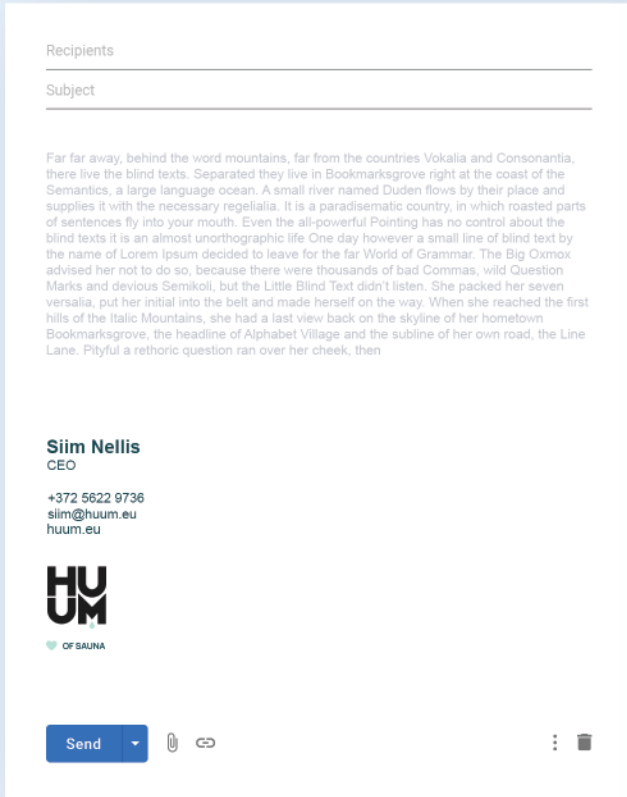 Recipients
Subject
Far far away, behind the word mountains, far from the countries Vokalia and Consonantia,
there live the blind texts. Separated they live in Bookmarksgrove right at the coast of the
Semantics, a large language ocean. A small river named Duden flows by their place and
supplies it with the necessary regelialia. It is a paradisematic country, in which roasted parts
of sentences fly into your mouth. Even the all-powerful Pointing has no control about the
blind texts it is an almost unorthographic life One day however a small line of blind text by
the name of Lorem Ipsum decided to leave for the far World of Grammar. The Big Oxmox
advised her not to do so, because there were thousands of bad Commas, wild Question
Marks and devious Semikoli, but the Little Blind Text didn't listen. She packed her seven
versalia, put her initial into the belt and made herself on the way. When she reached the first
hills of the Italic Mountains, she had a last view back on the skyline of her hometown
Bookmarksgrove, the headline of Alphabet Village and the subline of her own road, the Line
Lane. Pityful a rethoric question ran over her cheek, then
Siim Nellis
CEO
+372 5622 9736
siim@huum.eu
huum.eu
HU
UM
OF SAUNA
Send